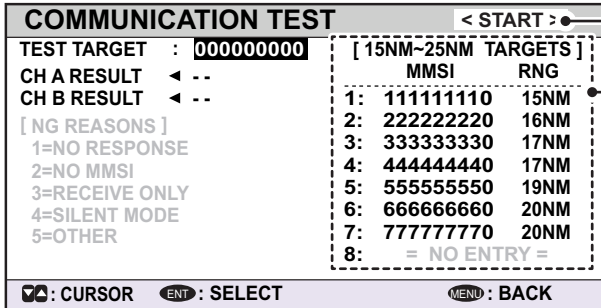 COMMUNICATION TEST < START >
TEST TARGET : 000000000
CH A RESULT ◄ - -
CH B RESULT ◄ - -
[ NG REASONS ]
1=NO RESPONSE
2=NO MMSI
3=RECEIVE ONLY
4=SILENT MODE
5=OTHER
[ 15NM~25NM TARGETS ]
MMSI RNG
1: 111111110 15NM
2: 222222220 16NM
3: 333333330 17NM
4: 444444440 17NM
5: 555555550 19NM
6: 666666660 20NM
7: 777777770 20NM
8: = NO ENTRY =
▼▲: CURSOR ENT: SELECT MENU: BACK